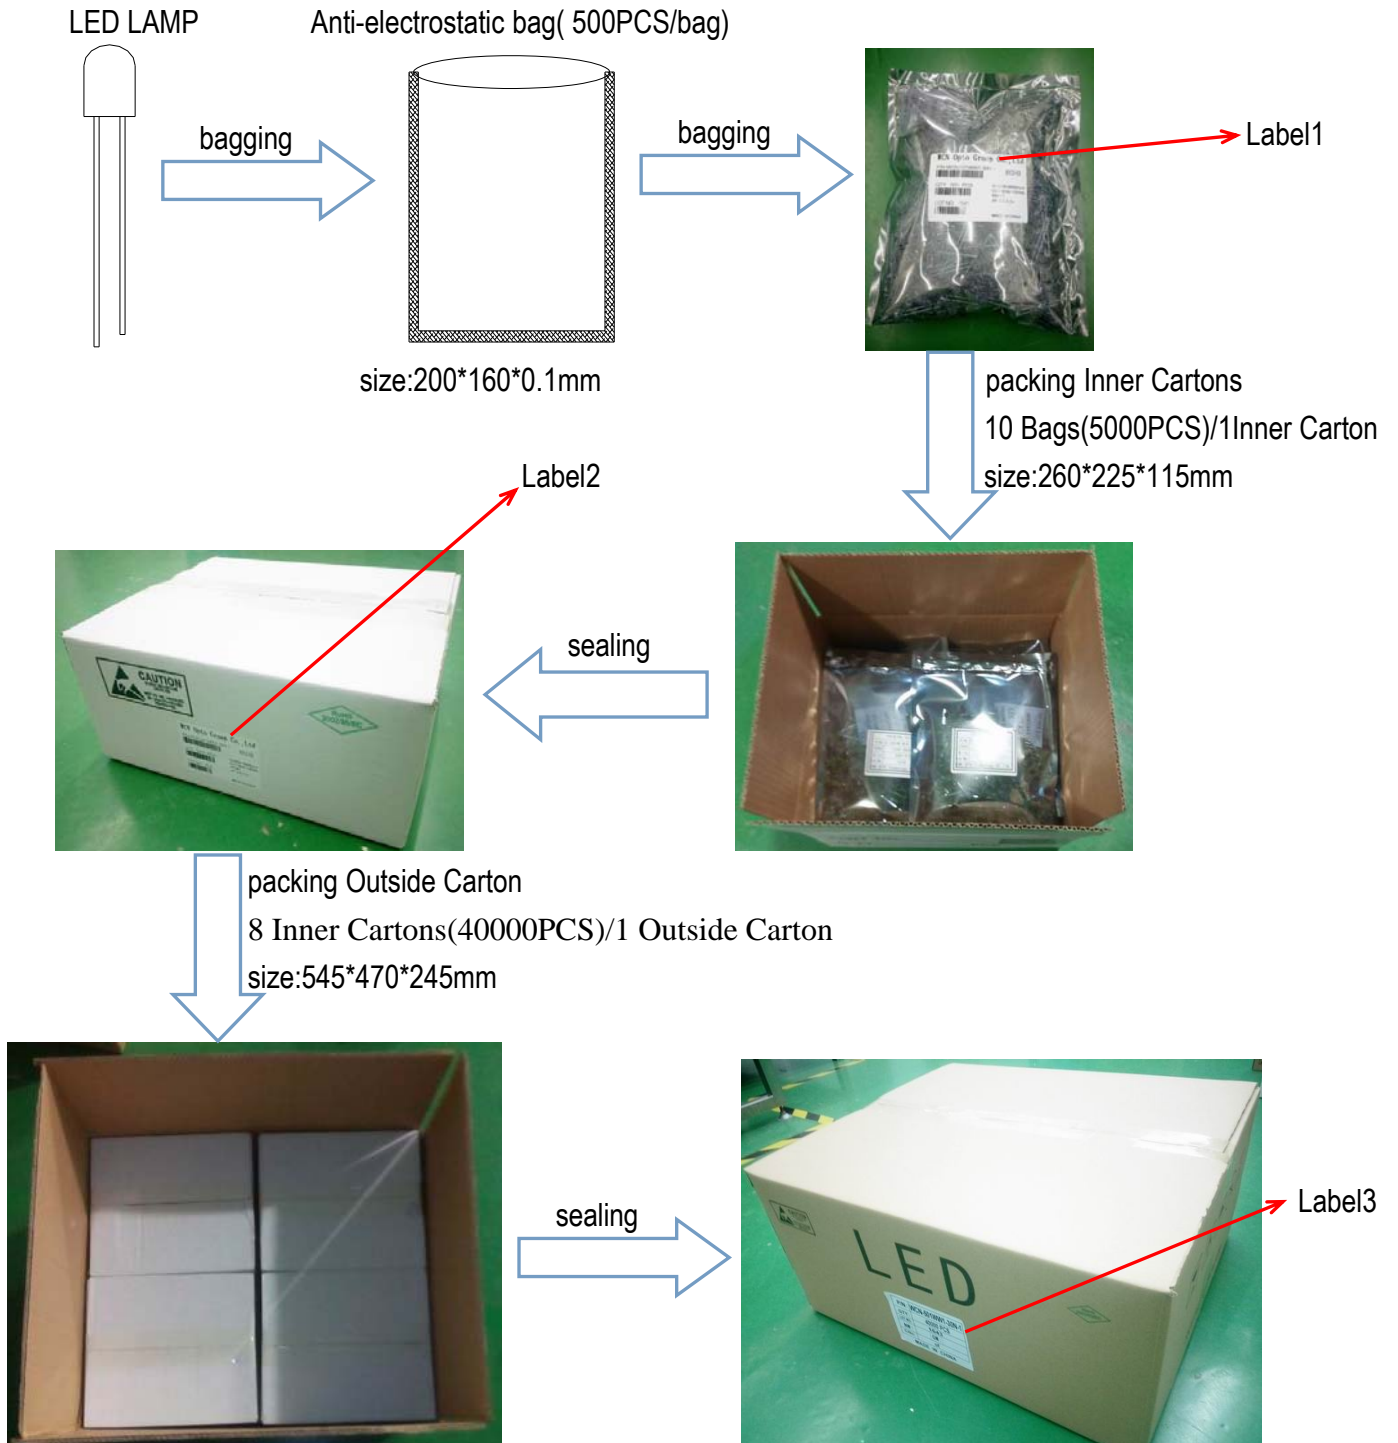 LED LAMP
Anti-electrostatic bag( 500PCS/bag)
bagging
bagging
Label1
size:200*160*0.1mm
packing Inner Cartons
10 Bags(5000PCS)/1Inner Carton
size:260*225*115mm
Label2
sealing
CAUTION
packing Outside Carton
8 Inner Cartons(40000PCS)/1 Outside Carton
size:545*470*245mm
sealing
Label3
LED